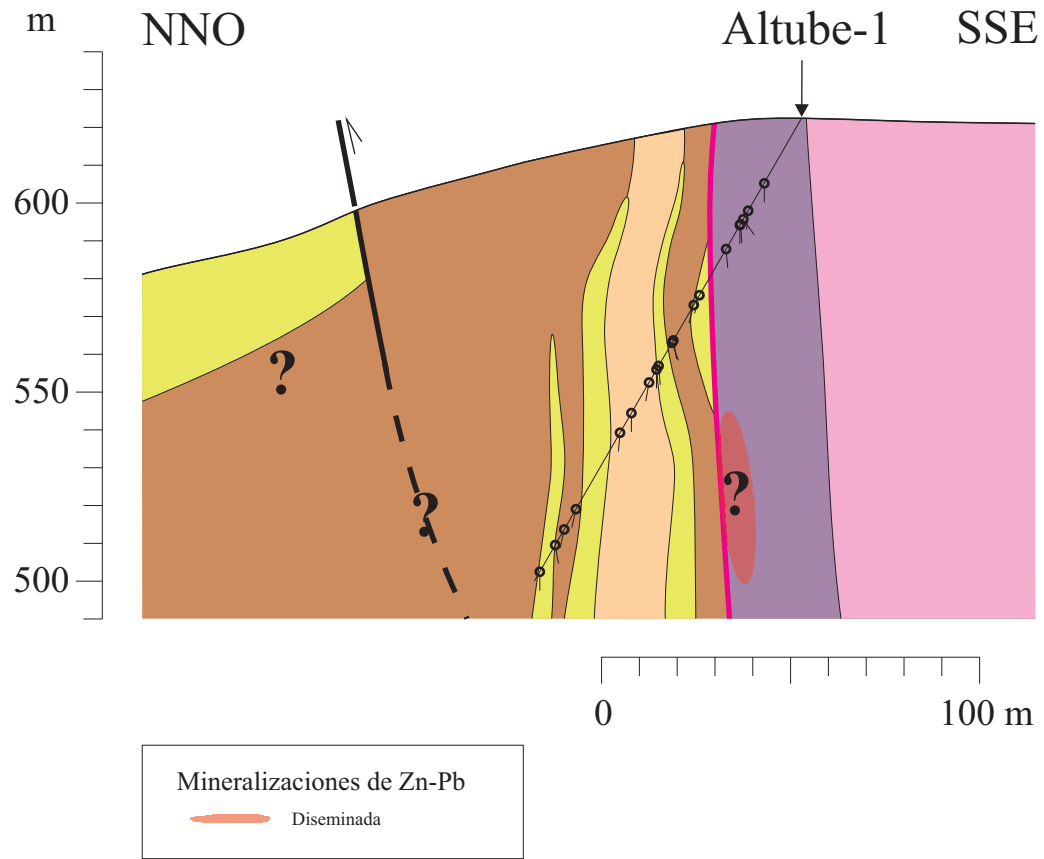 m NNO Altube-1 SSE
600
?
550
?
?
500
0 100 m
Mineralizaciones de Zn-Pb
Diseminada